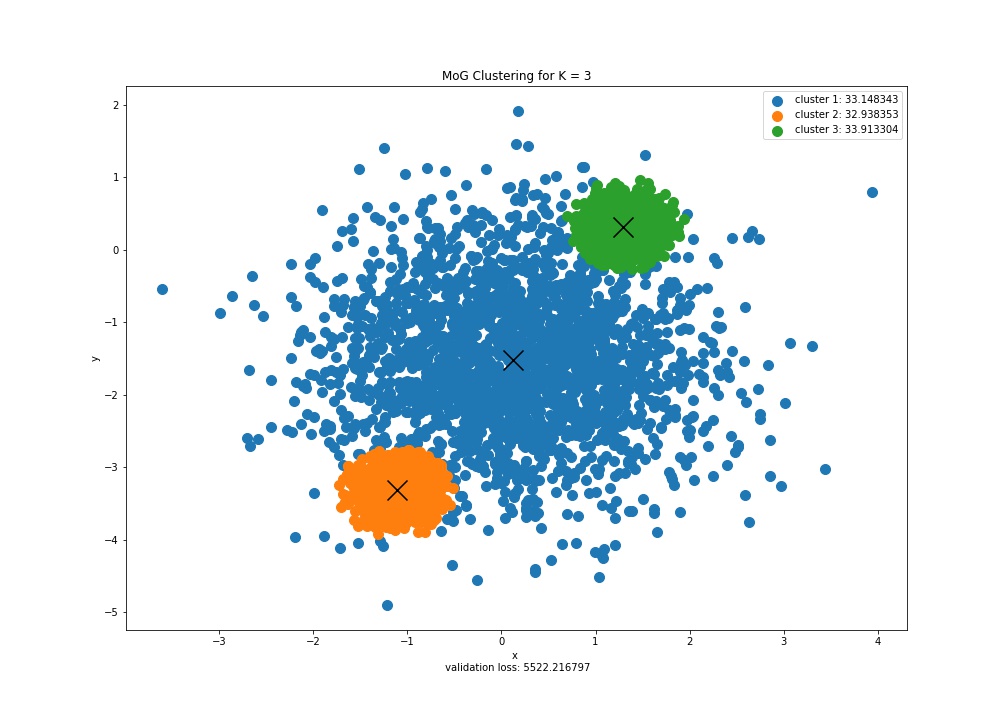 MoG Clustering for K = 3
cluster 1: 33.148343
cluster 2: 32.938353
cluster 3: 33.913304
2
1
0
−1
−2
−3
−4
−5
y
−3 −2 −1 0 1 2 3 4
x
validation loss: 5522.216797